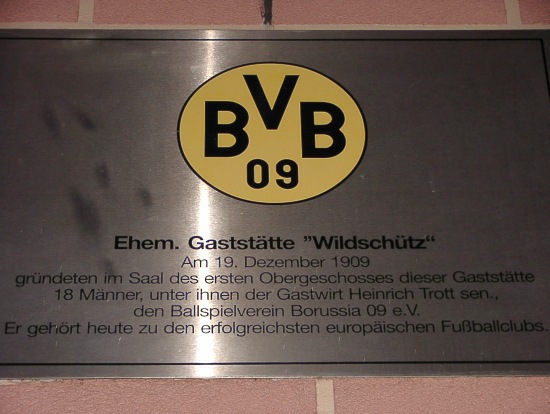 BVB
09
Ehem. Gaststätte "Wildschütz"
Am 19. Dezember 1909
gründeten im Saal des ersten Obergeschosses dieser Gaststätte
18 Männer, unter ihnen der Gastwirt Heinrich Trott sen.,
den Ballspielverein Borussia 09 e.V.
Er gehört heute zu den erfolgreichsten europäischen Fußballclubs.